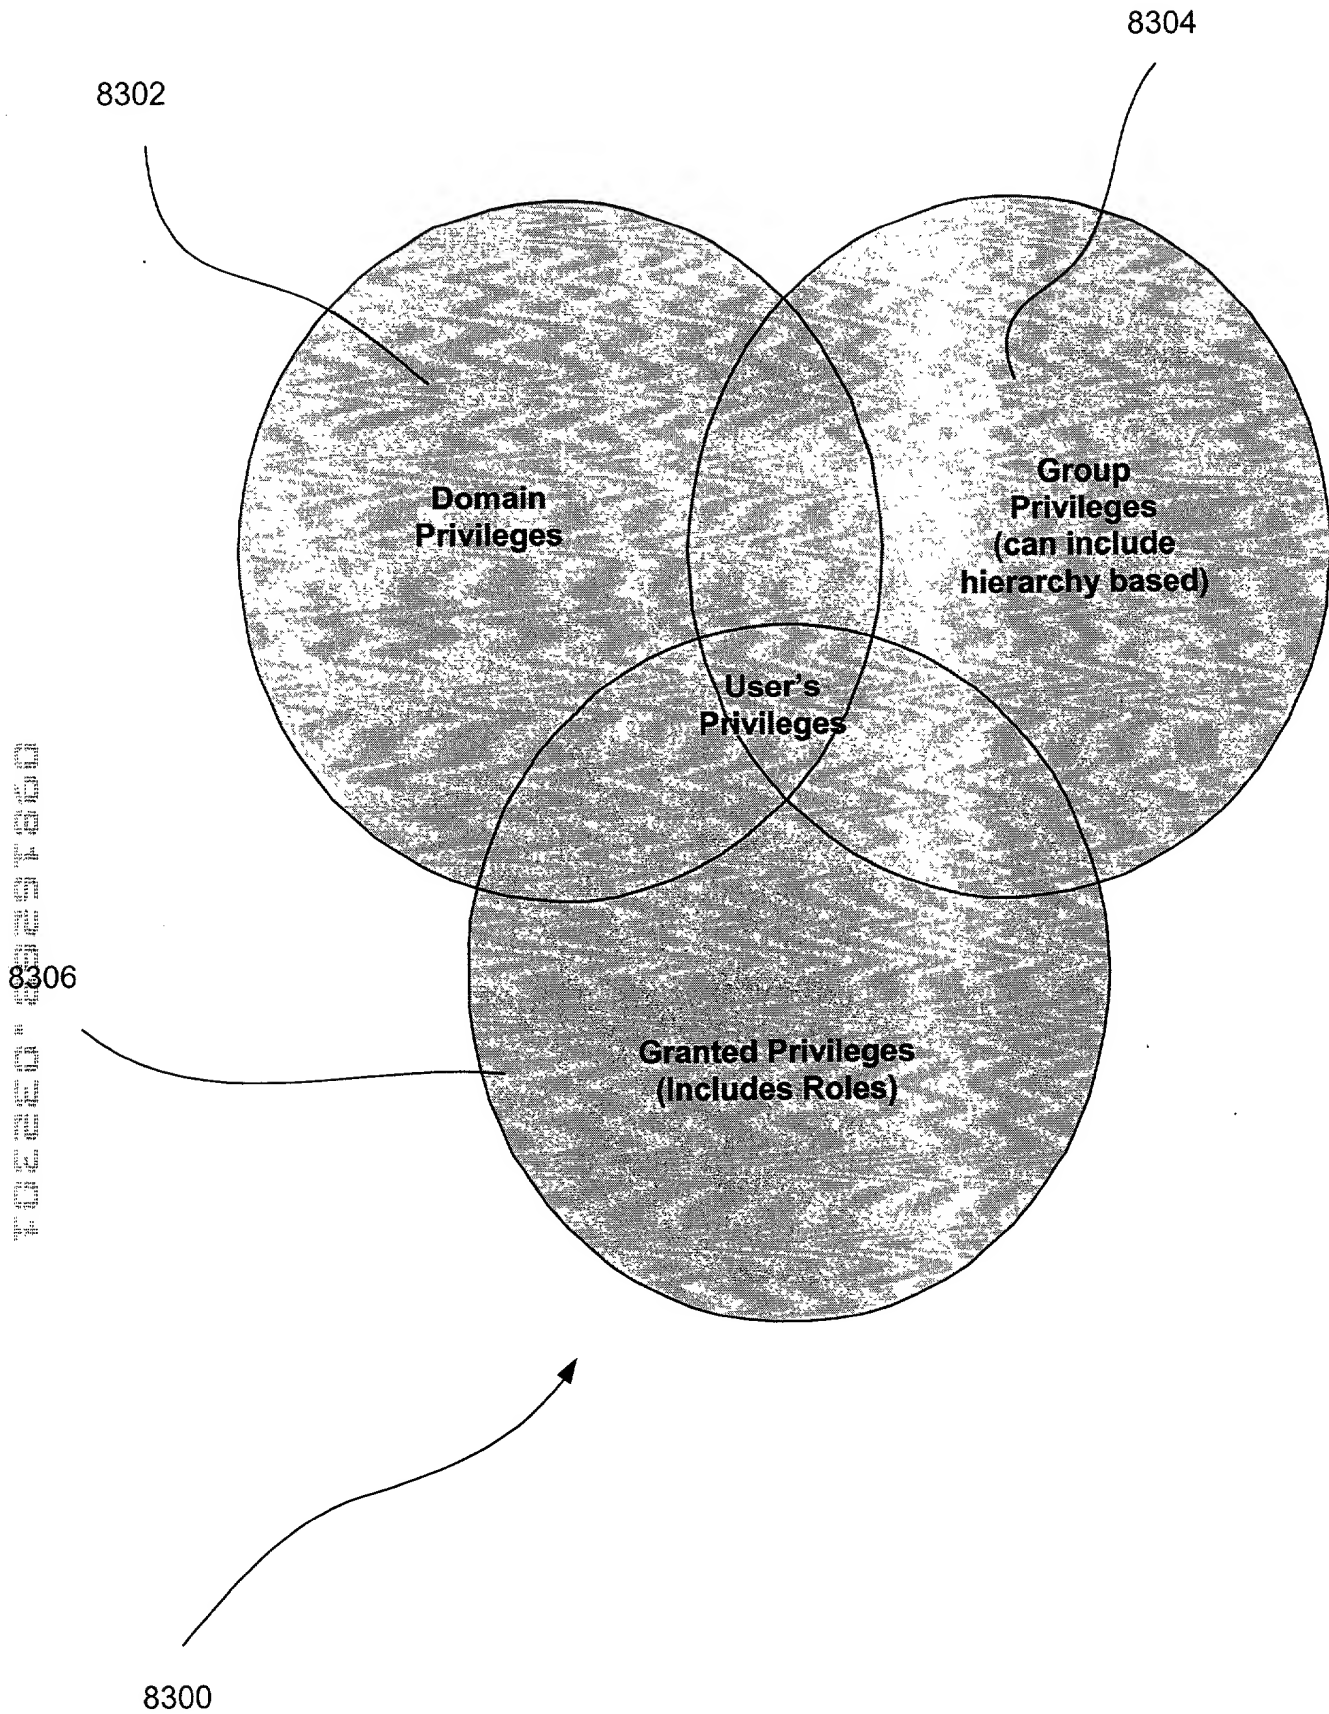 8304
8302
Domain
Privileges
Group
Privileges
(can include
hierarchy based)
User's
Privileges
8306
Granted Privileges
(Includes Roles)
8300